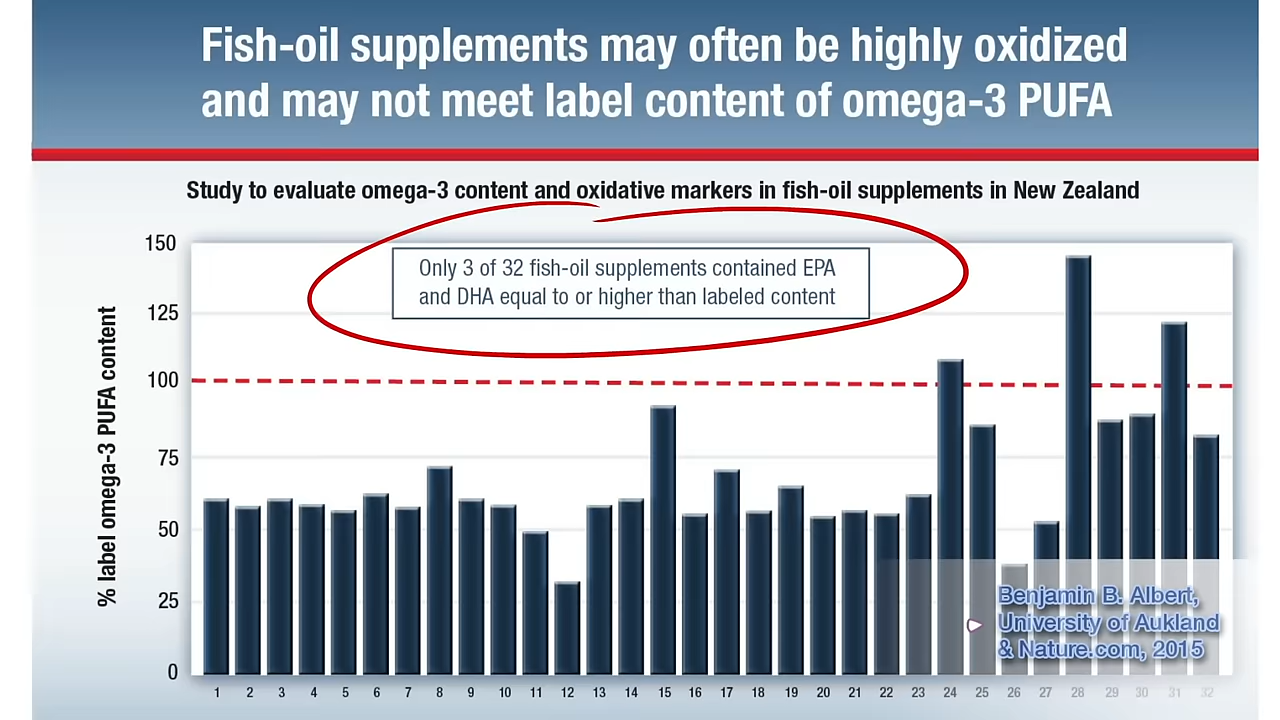 Fish-oil supplements may often be highly oxidized
and may not meet label content of omega-3 PUFA
Study to evaluate omega-3 content and oxidative markers in fish-oil supplements in New Zealand
Only 3 of 32 fish-oil supplements contained EPA
and DHA equal to or higher than labeled content
% label omega-3 PUFA content
150
125
100
75
50
25
0
1 2 3 4 5 6 7 8 9 10 11 12 13 14 15 16 17 18 19 20 21 22 23 24 25 26 27 28 29 30 31 32
Benjamin B. Albert,
University of Aukland
& Nature.com, 2015